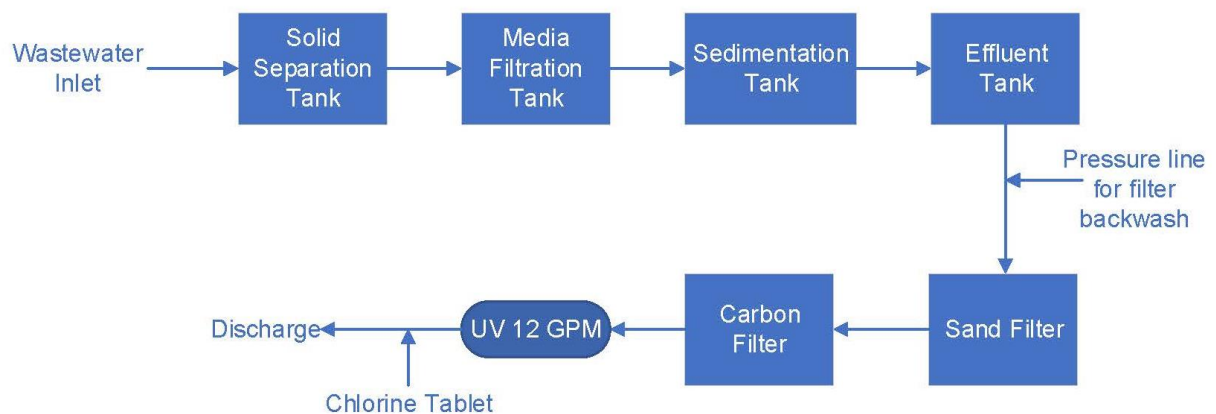 Wastewater
Inlet
Solid
Separation
Tank
Media
Filtration
Tank
Sedimentation
Tank
Effluent
Tank
Pressure line
for filter
backwash
Sand Filter
Carbon
Filter
UV 12 GPM
Discharge
Chlorine Tablet